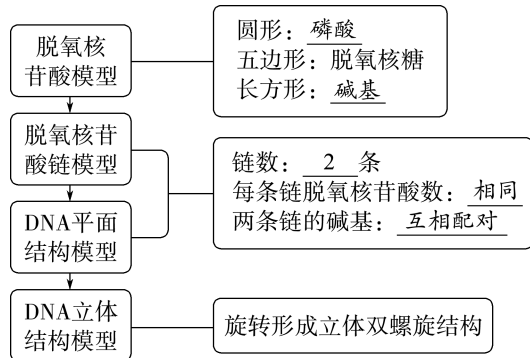 脱氧核
苷酸模型
圆形：磷酸
五边形：脱氧核糖
长方形：碱基
脱氧核苷
酸链模型
链数：2条
每条链脱氧核苷酸数：相同
两条链的碱基：互相配对
DNA平面
结构模型
DNA立体
结构模型
旋转形成立体双螺旋结构